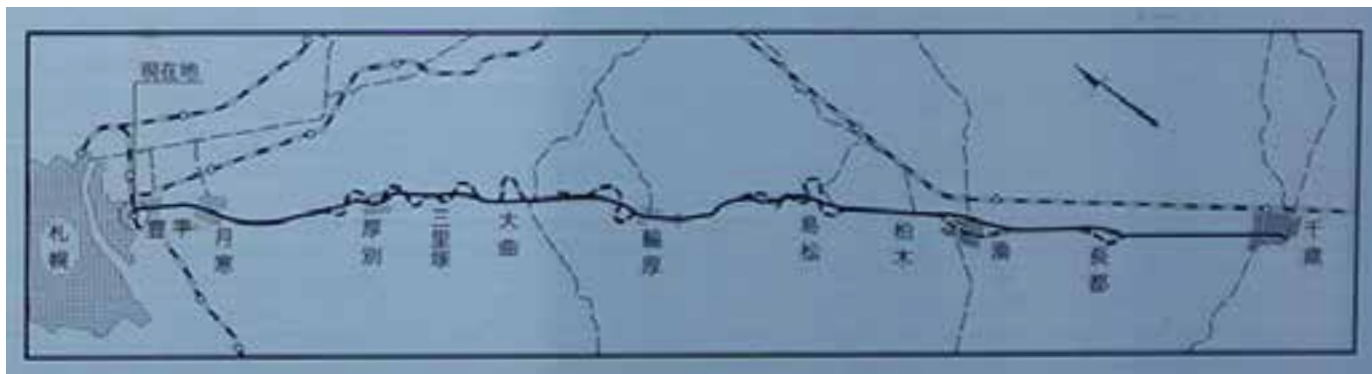 現在地
札幌
豊平
月寒
厚別
三里塚
大曲
輪厚
島松
柏木
漁
長都
千歳